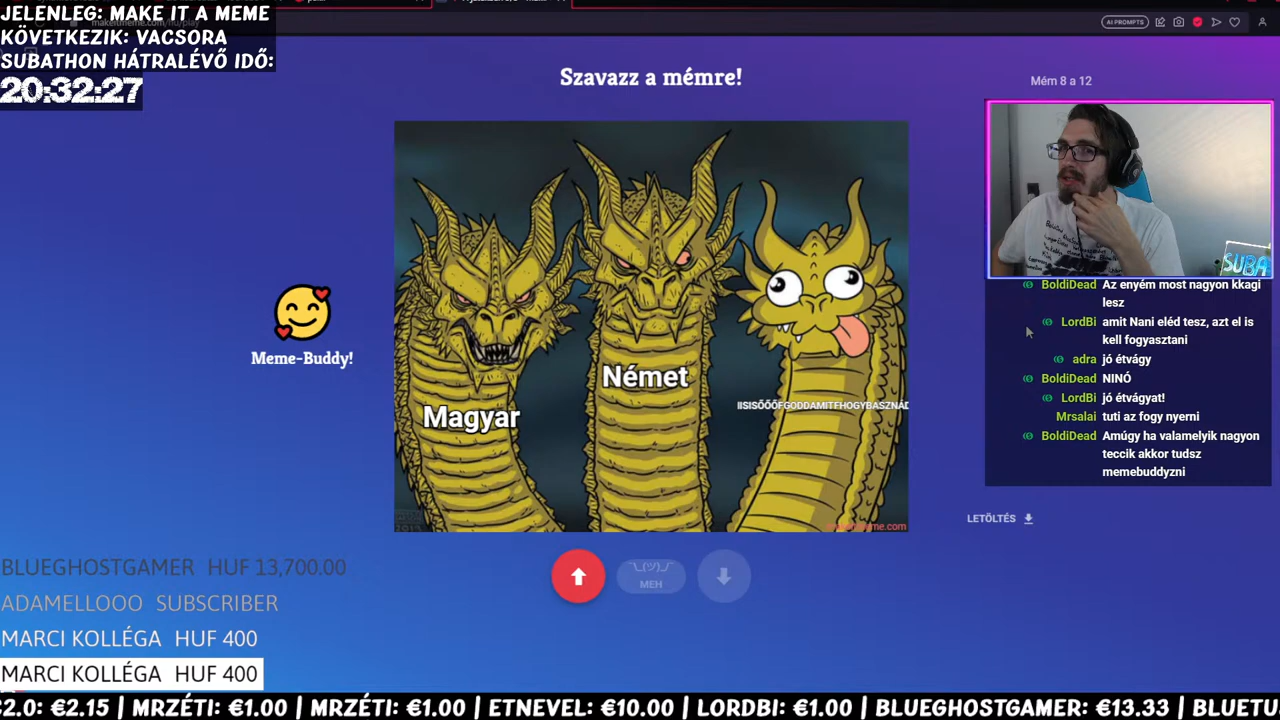 JELENLEG: MAKE IT A MEME
KÖVETKEZIK: VACSORA
SUBATHON HÁTRALÉVŐ IDŐ:
20:32:27
AI PROMPTS
Szavazz a mémre!
Mém 8 a 12
Meme-Buddy!
Magyar
Német
IISISŐŐŐFGODDAMITFHOGYBASZNÁD
SUBA
BoldiDead Az enyém most nagyon kkagi
lesz
LordBi amit Nani eléd tesz, azt el is
kell fogyasztani
adra jó étvágy
BoldiDead NINÓ
LordBi jó étvágyat!
Mrsalai tuti az fogy nyerni
BoldiDead Amúgy ha valamelyik nagyon
teccik akkor tudsz
memebuddyzni
LETÖLTÉS
¯\_(ツ)_/¯
MEH
BLUEGHOSTGAMER HUF 13,700.00
ADAMELLOOO SUBSCRIBER
MARCI KOLLÉGA HUF 400
MARCI KOLLÉGA HUF 400
2.0: €2.15 | MRZÉTI: €1.00 | MRZÉTI: €1.00 | ETNEVEL: €10.00 | LORDBI: €1.00 | BLUEGHOSTGAMER: €13.33 | BLUETU